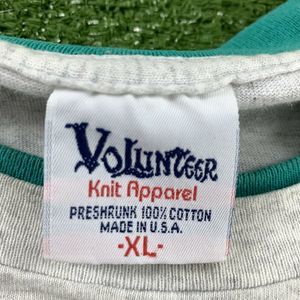 VOLUNTEER
Knit Apparel
PRESHRUNK 100% COTTON
MADE IN U.S.A.
-XL-